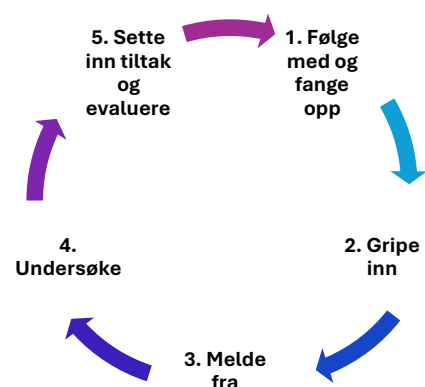 1. Følge
med og
fange
opp
2. Gripe
inn
3. Melde
fra
4.
Undersøke
5. Sette
inn tiltak
og
evaluere